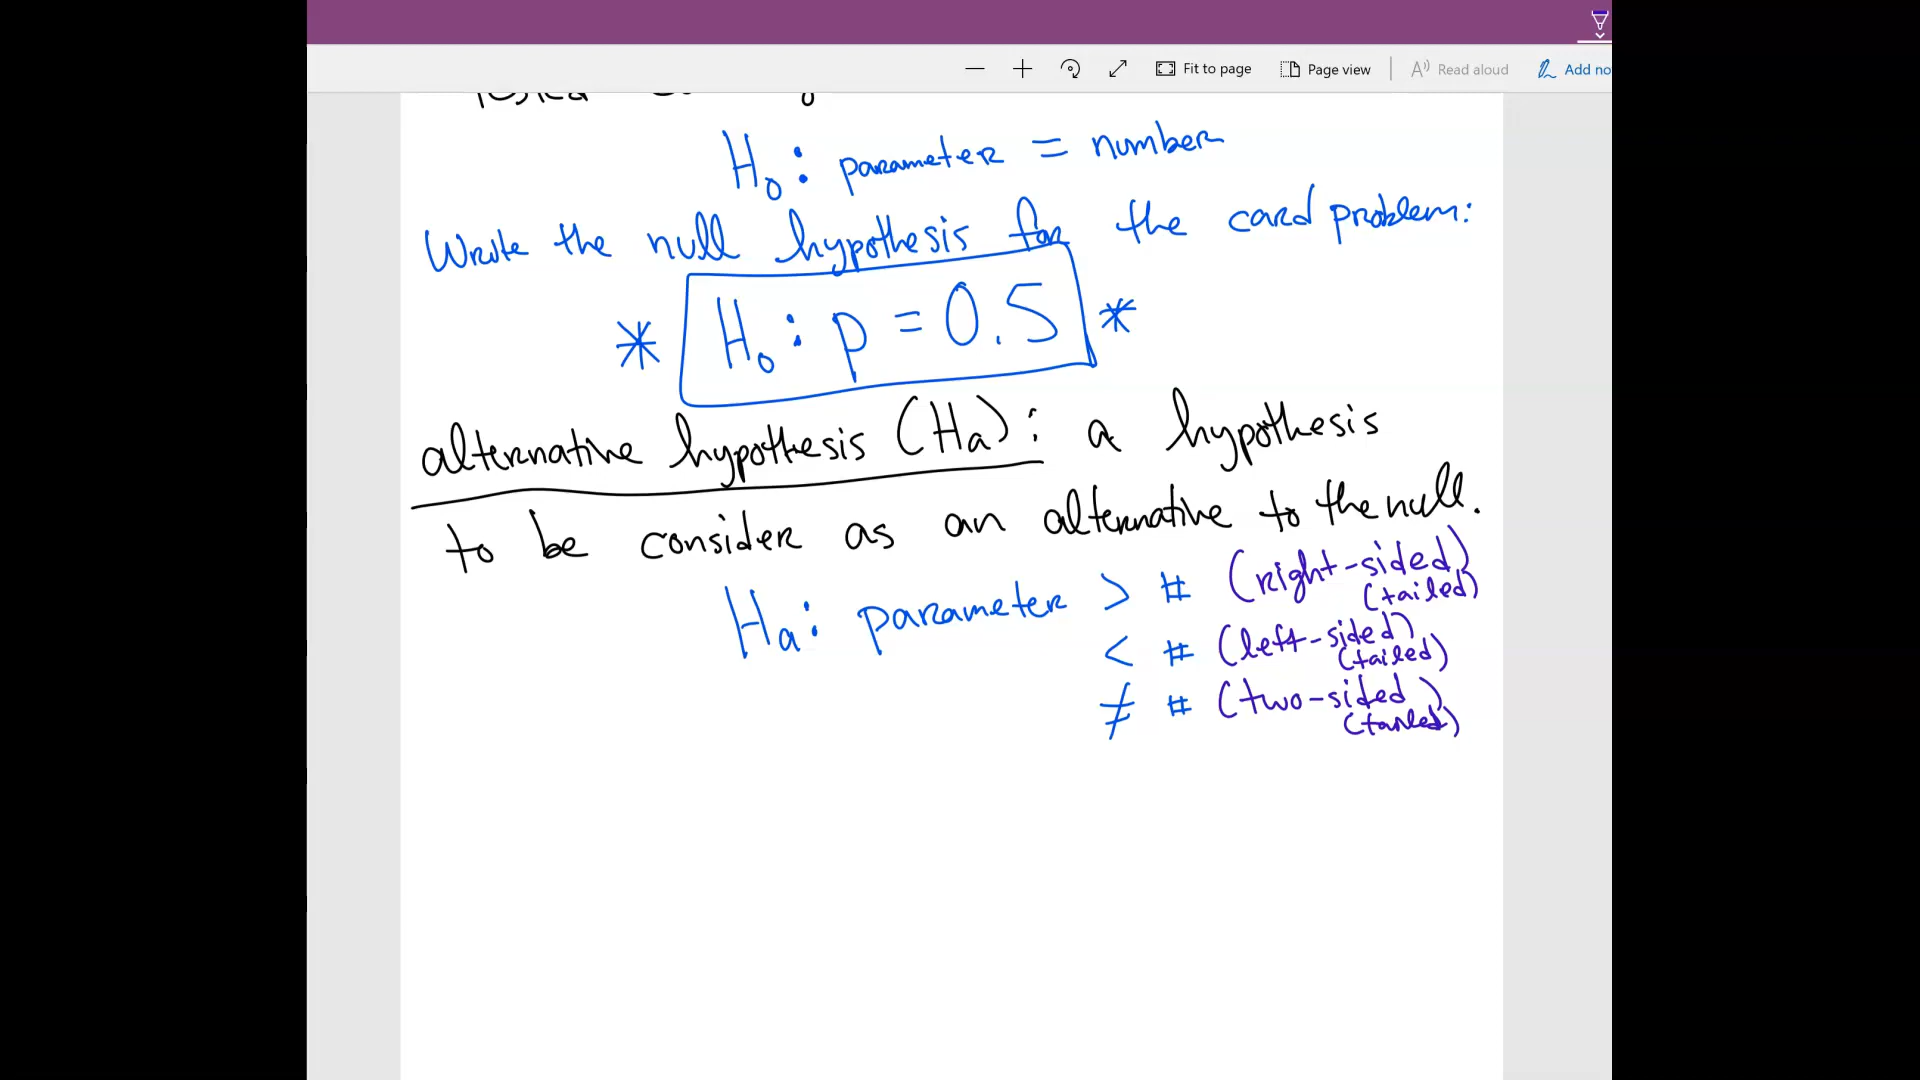 Fit to page Page view Read aloud Add no
H₀: parameter = number
Write the null hypothesis for the card problem:
* H₀: p = 0.5 *
alternative hypothesis (Ha): a hypothesis
to be consider as an alternative to the null.
Ha: parameter > # (right-sided)
(tailed)
< # (left-sided)
(tailed)
≠ # (two-sided)
(tailed)